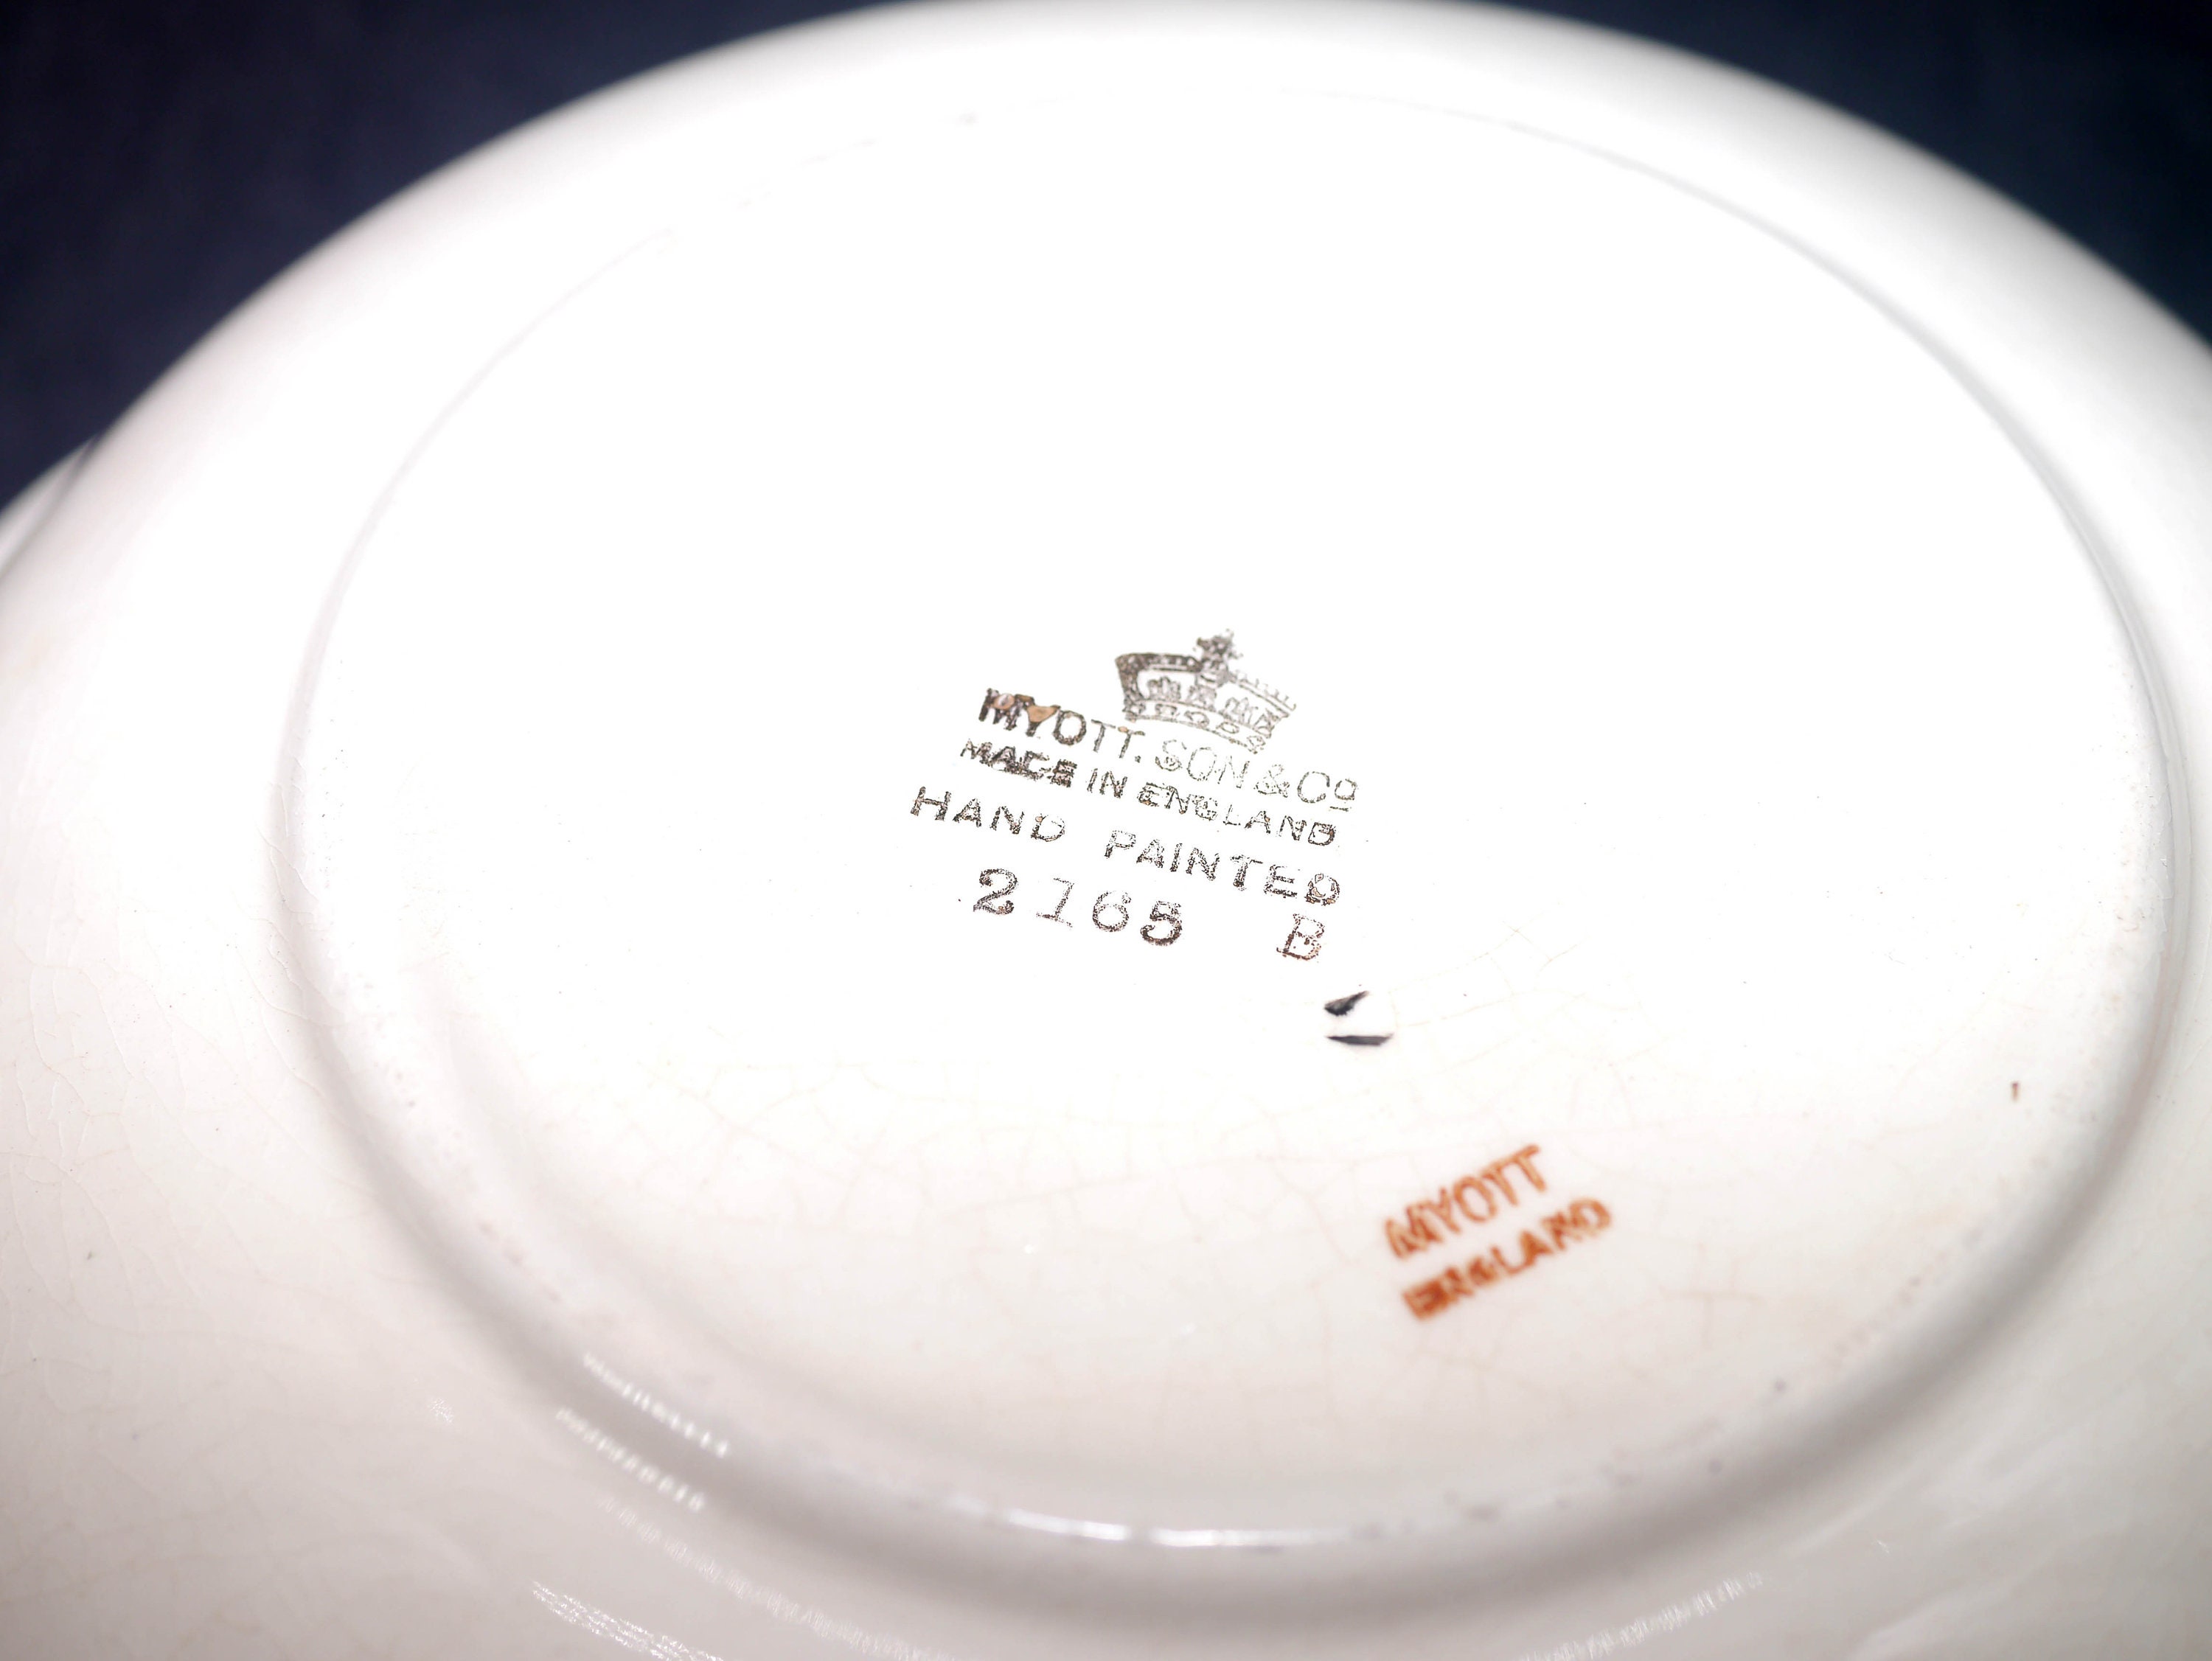 MYOTT. SON & Cº
MADE IN ENGLAND
HAND PAINTED
2165 B
MYOTT
ENGLAND